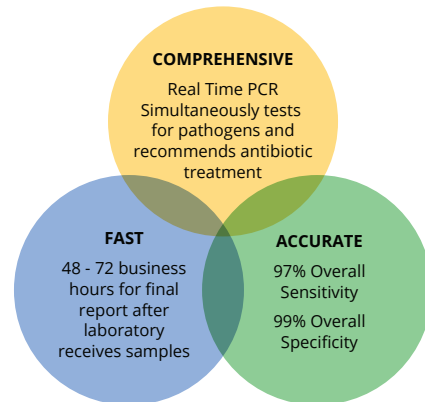 COMPREHENSIVE
Real Time PCR
Simultaneously tests
for pathogens and
recommends antibiotic
treatment
FAST
48 - 72 business
hours for final
report after
laboratory
receives samples
ACCURATE
97% Overall
Sensitivity
99% Overall
Specificity